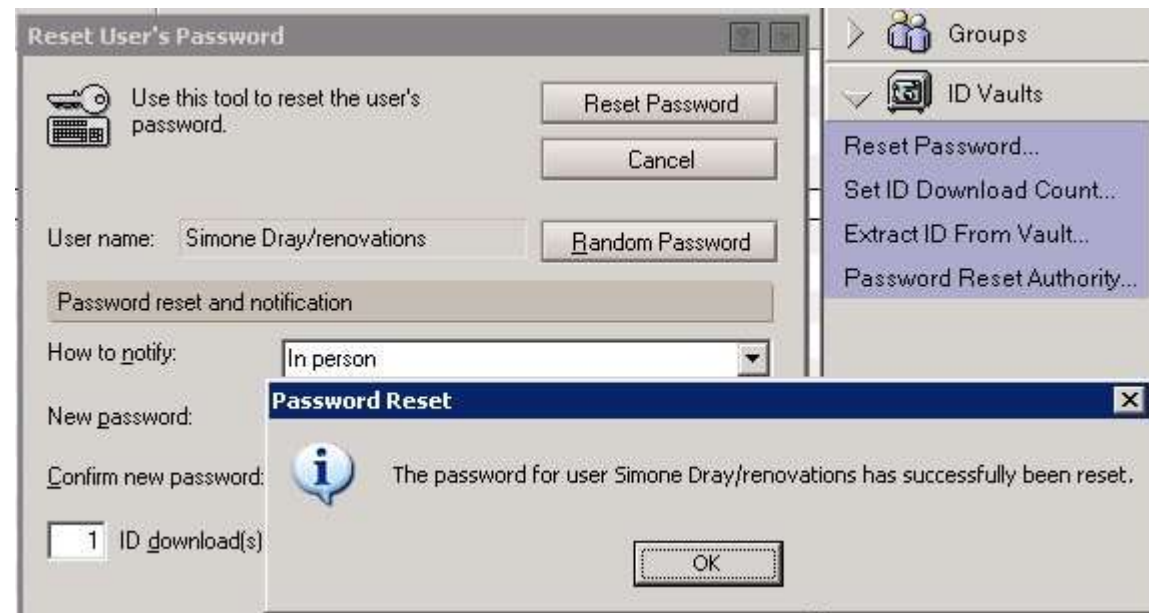 Reset User's Password
Use this tool to reset the user's
password.
Reset Password
Cancel
User name: Simone Dray/renovations
Random Password
Password reset and notification
How to notify: In person
New password:
Confirm new password:
1 ID download(s)
Password Reset
The password for user Simone Dray/renovations has successfully been reset.
OK
Groups
ID Vaults
Reset Password...
Set ID Download Count...
Extract ID From Vault...
Password Reset Authority...